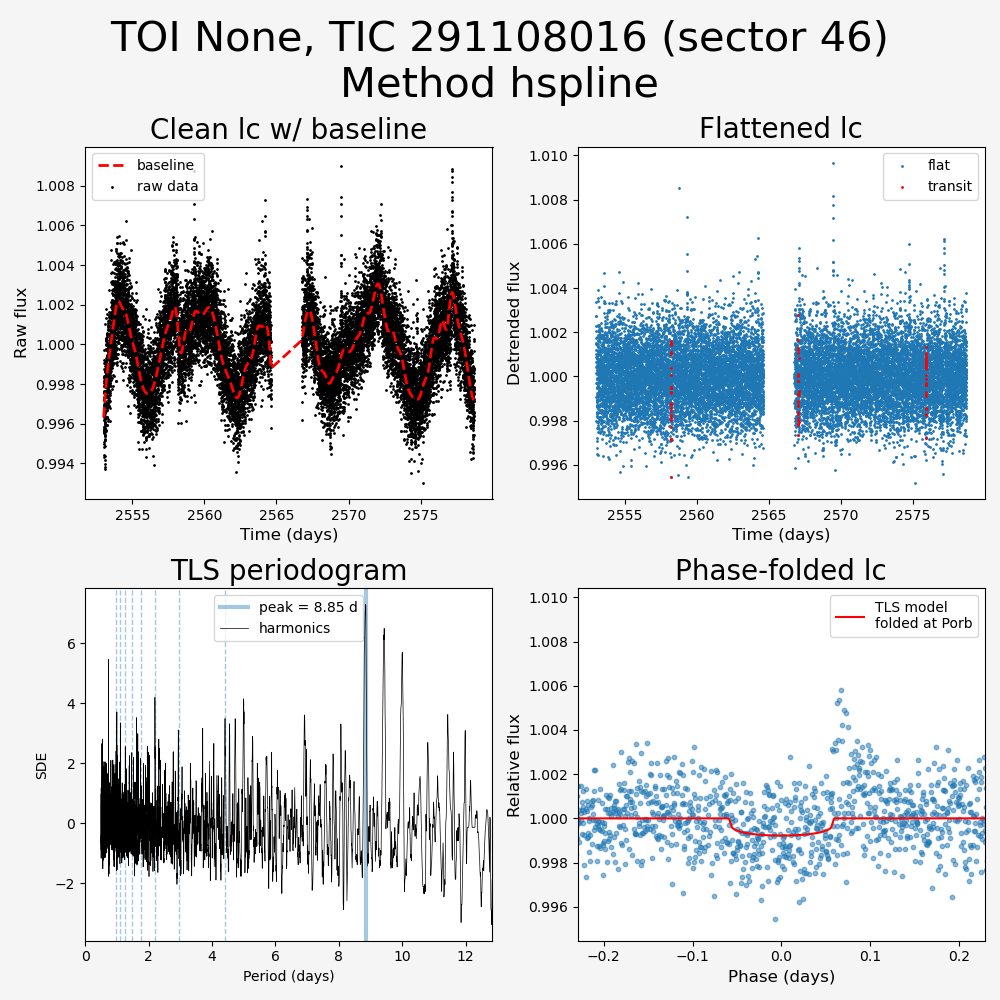 TOI None, TIC 291108016 (sector 46)
Method hspline
Clean lc w/ baseline
baseline
raw data
Raw flux
1.008
1.006
1.004
1.002
1.000
0.998
0.996
0.994
2555
2560
2565
2570
2575
Time (days)
Flattened lc
flat
transit
Detrended flux
1.010
1.008
1.006
1.004
1.002
1.000
0.998
0.996
2555
2560
2565
2570
2575
Time (days)
TLS periodogram
peak = 8.85 d
harmonics
SDE
6
4
2
0
−2
0
2
4
6
8
10
12
Period (days)
Phase-folded lc
TLS model
folded at Porb
Relative flux
1.010
1.008
1.006
1.004
1.002
1.000
0.998
0.996
−0.2
−0.1
0.0
0.1
0.2
Phase (days)